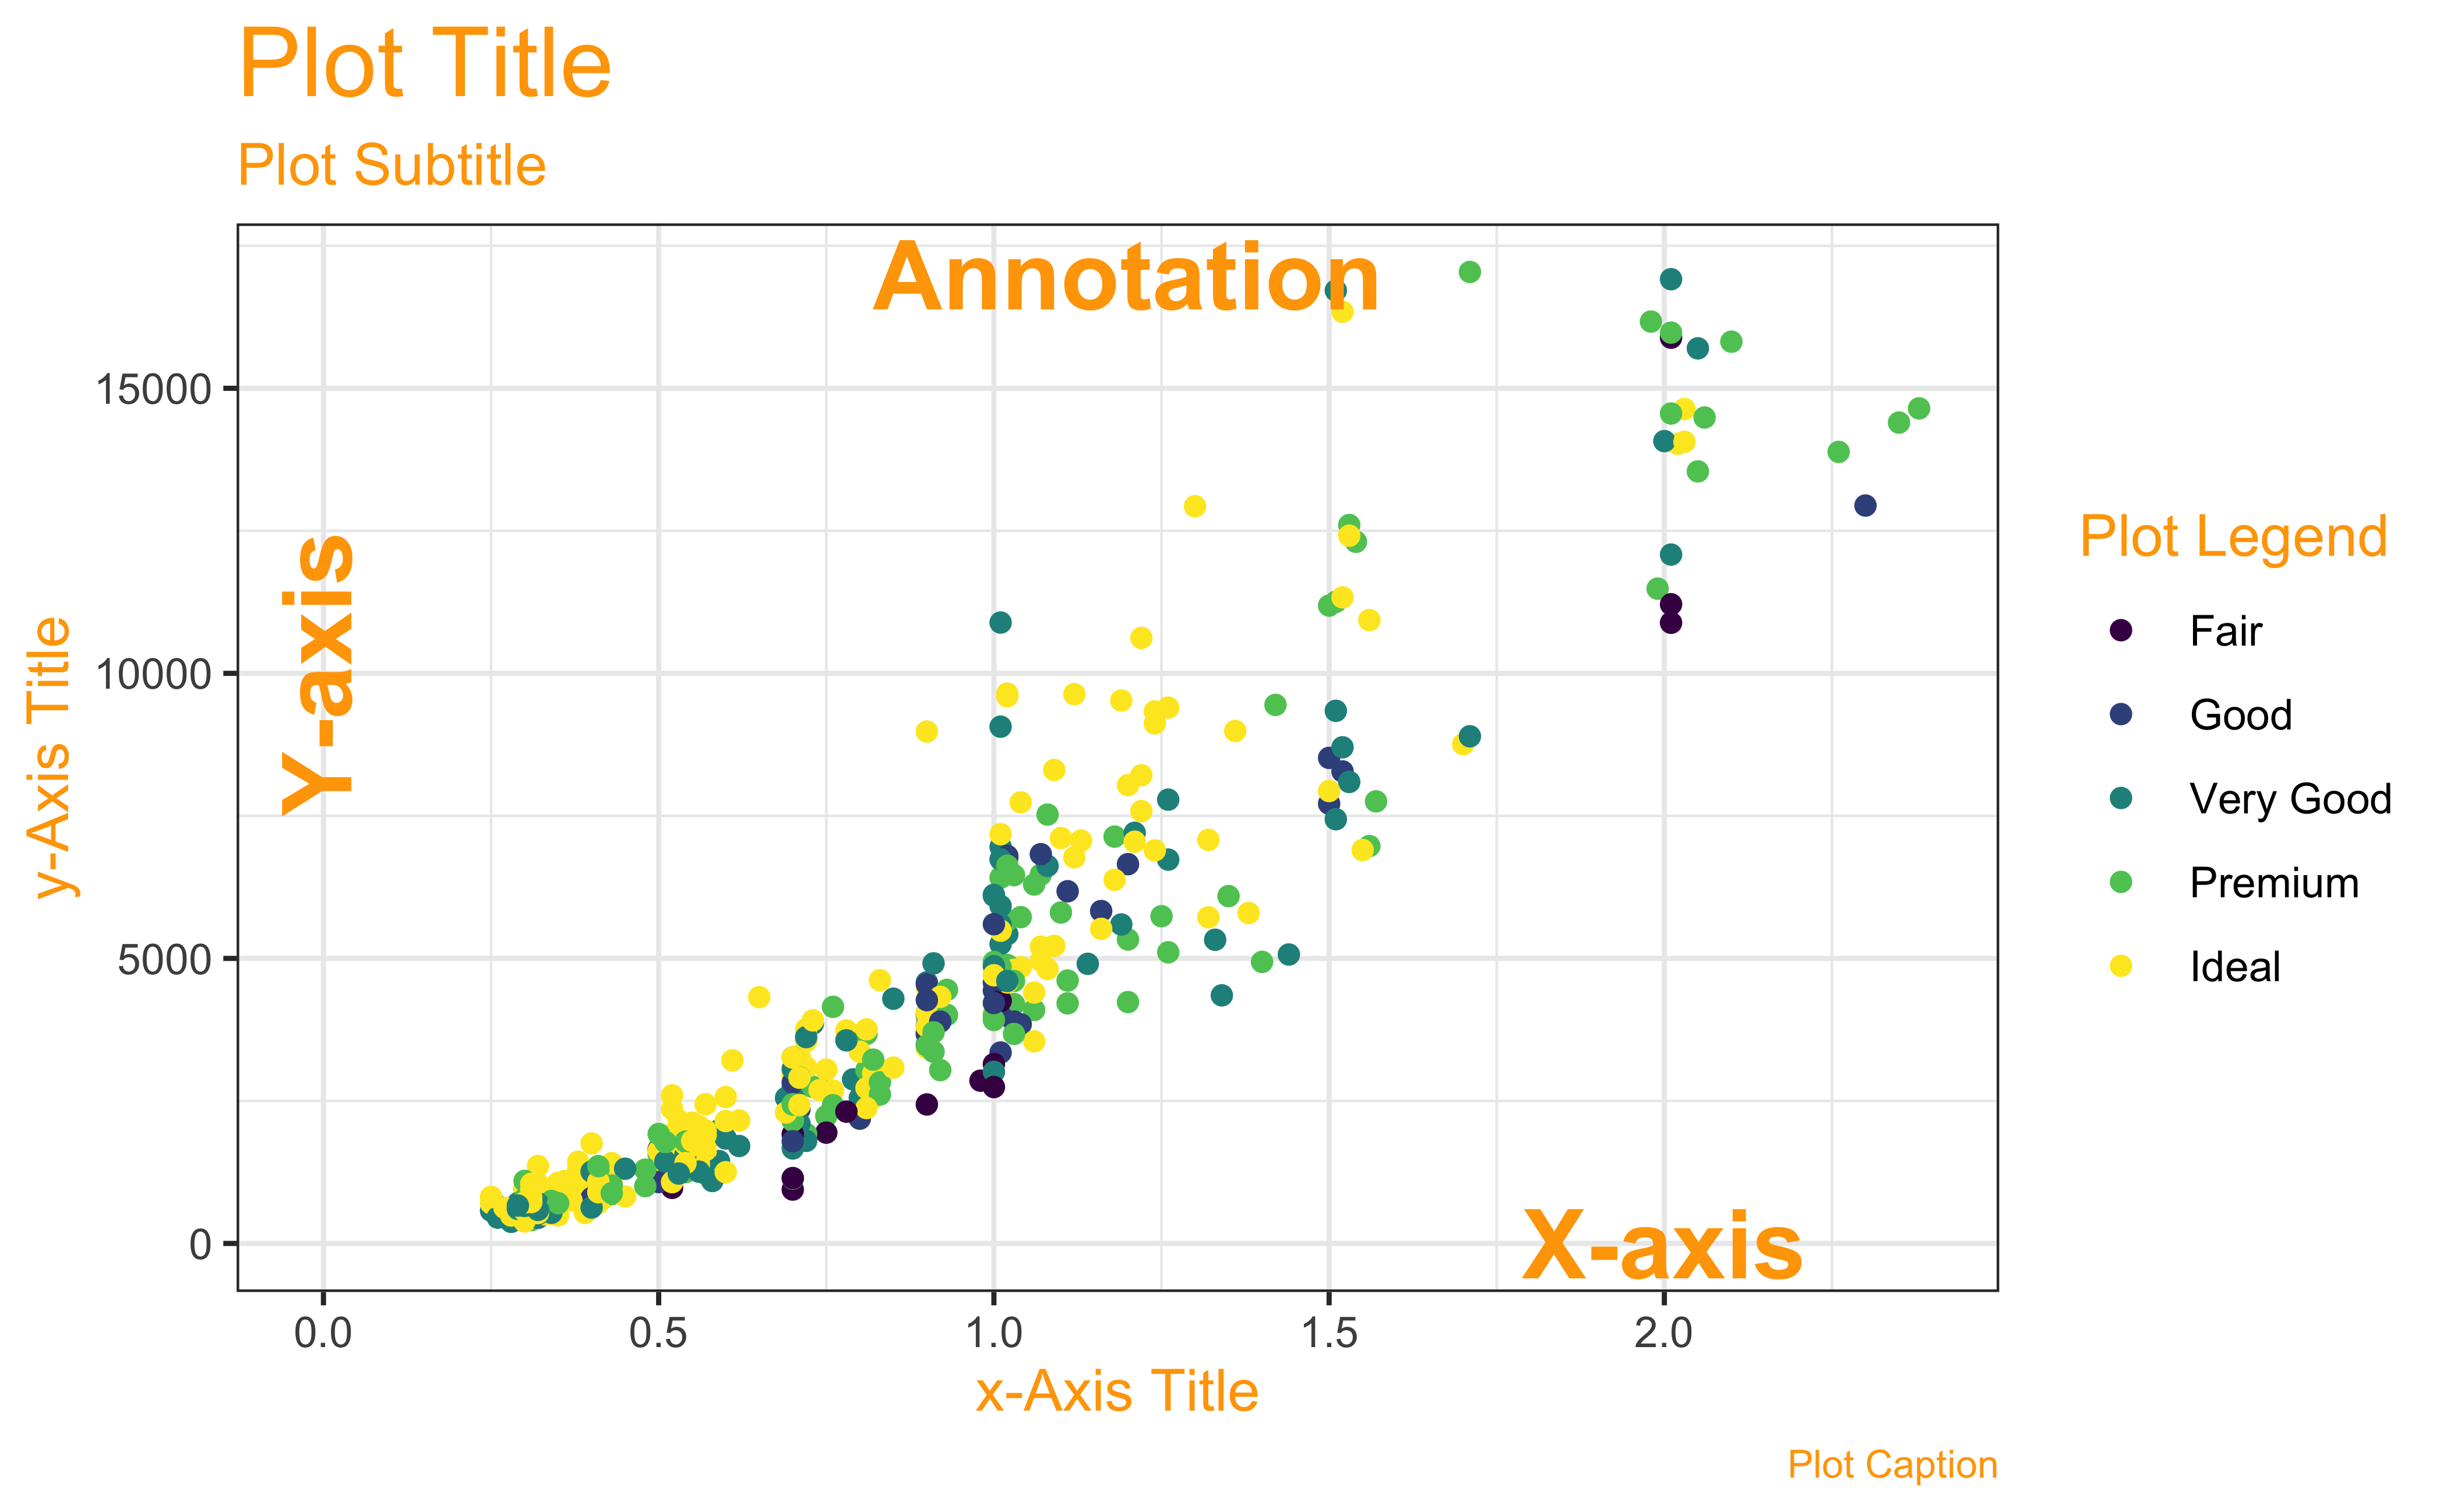 Plot Title
Plot Subtitle
Annotation
15000
10000
5000
0
y-Axis Title
Y-axis
X-axis
0.0 0.5 1.0 1.5 2.0
x-Axis Title
Plot Legend
Fair
Good
Very Good
Premium
Ideal
Plot Caption